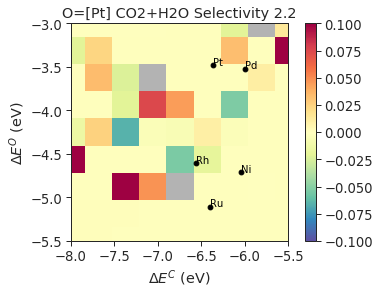 O=[Pt] CO2+H2O Selectivity 2.2
−3.0
−3.5
−4.0
−4.5
−5.0
−5.5
ΔE^O (eV)
Pt
Pd
Rh
Ni
Ru
−8.0 −7.5 −7.0 −6.5 −6.0 −5.5
ΔE^C (eV)
0.100
0.075
0.050
0.025
0.000
−0.025
−0.050
−0.075
−0.100